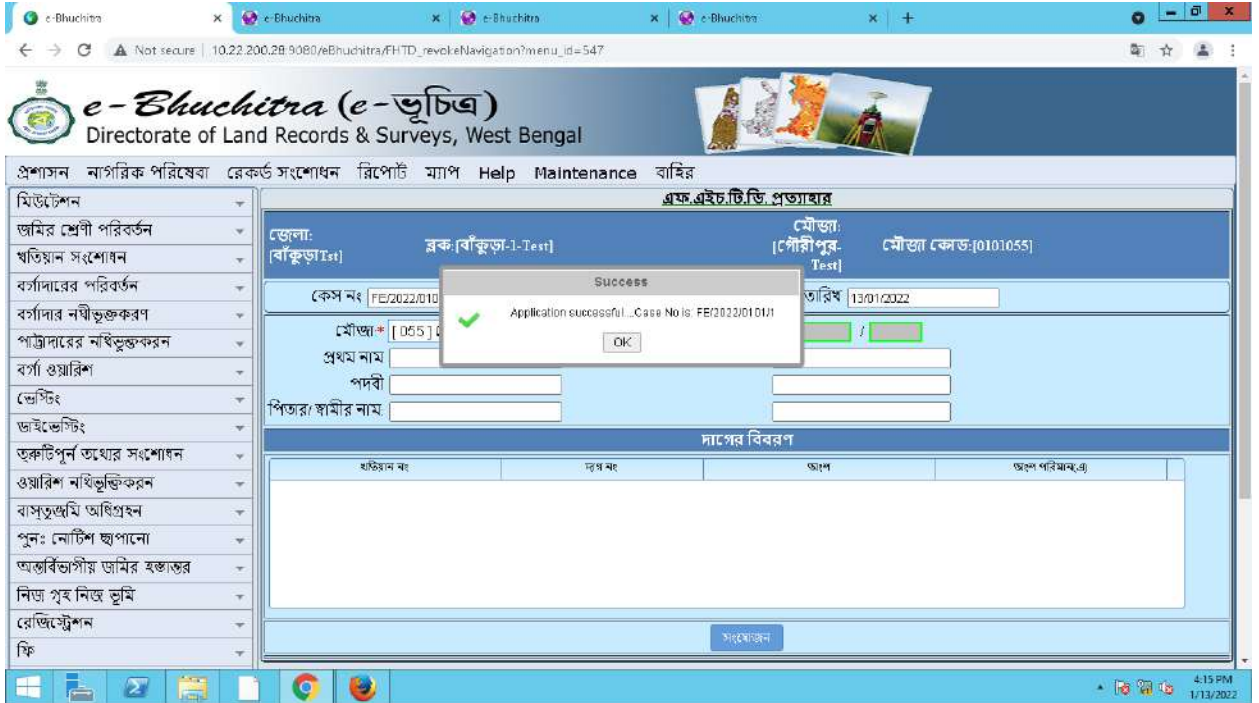 e-Bhuchitra
e-Bhuchitra
e-Bhuchitra
e-Bhuchitra
Not secure | 10.22.200.28:9080/eBhuchitra/FHTD_revokeNavigation?menu_id=547
e-Bhuchitra (e-ভূচিত্র)
Directorate of Land Records & Surveys, West Bengal
প্রশাসন নাগরিক পরিষেবা রেকর্ড সংশোধন রিপোর্ট ম্যাপ Help Maintenance বাহির
মিউটেশন
জমির শ্রেণী পরিবর্তন
খতিয়ান সংশোধন
বর্গাদারের পরিবর্তন
বর্গাদার নথীভূক্তকরণ
পাট্টাদারের নথিভুক্তকরন
বর্গা ওয়ারিশ
ভেস্টিং
ডাইভেস্টিং
ত্রুটিপূর্ন তথ্যের সংশোধন
ওয়ারিশ নথিভূক্তিকরন
বাস্তুজমি অধিগ্রহন
পুনঃ নোটিশ ছাপানো
অন্তর্বিভাগীয় জমির হস্তান্তর
নিজ গৃহ নিজ ভূমি
রেজিস্ট্রেশন
ফি
এফ.এইচ.টি.ডি. প্রত্যাহার
জেলা:[বাঁকুড়াTst] ব্লক:[বাঁকুড়া-1-Test] মৌজা:[গৌরীপুর-Test] মৌজা কোড:[0101055]
কেস নং FE/2022/010 তারিখ 13/01/2022
Success
Application successful....Case No is: FE/2022/0101/1
OK
মৌজা:* [ 055 ] /
প্রথম নাম
পদবী
পিতার/ স্বামীর নাম
দাগের বিবরণ
খতিয়ান নং দাগ নং অংশ অংশ পরিমান(এ)
সংযোজন
4:15 PM
1/13/2022